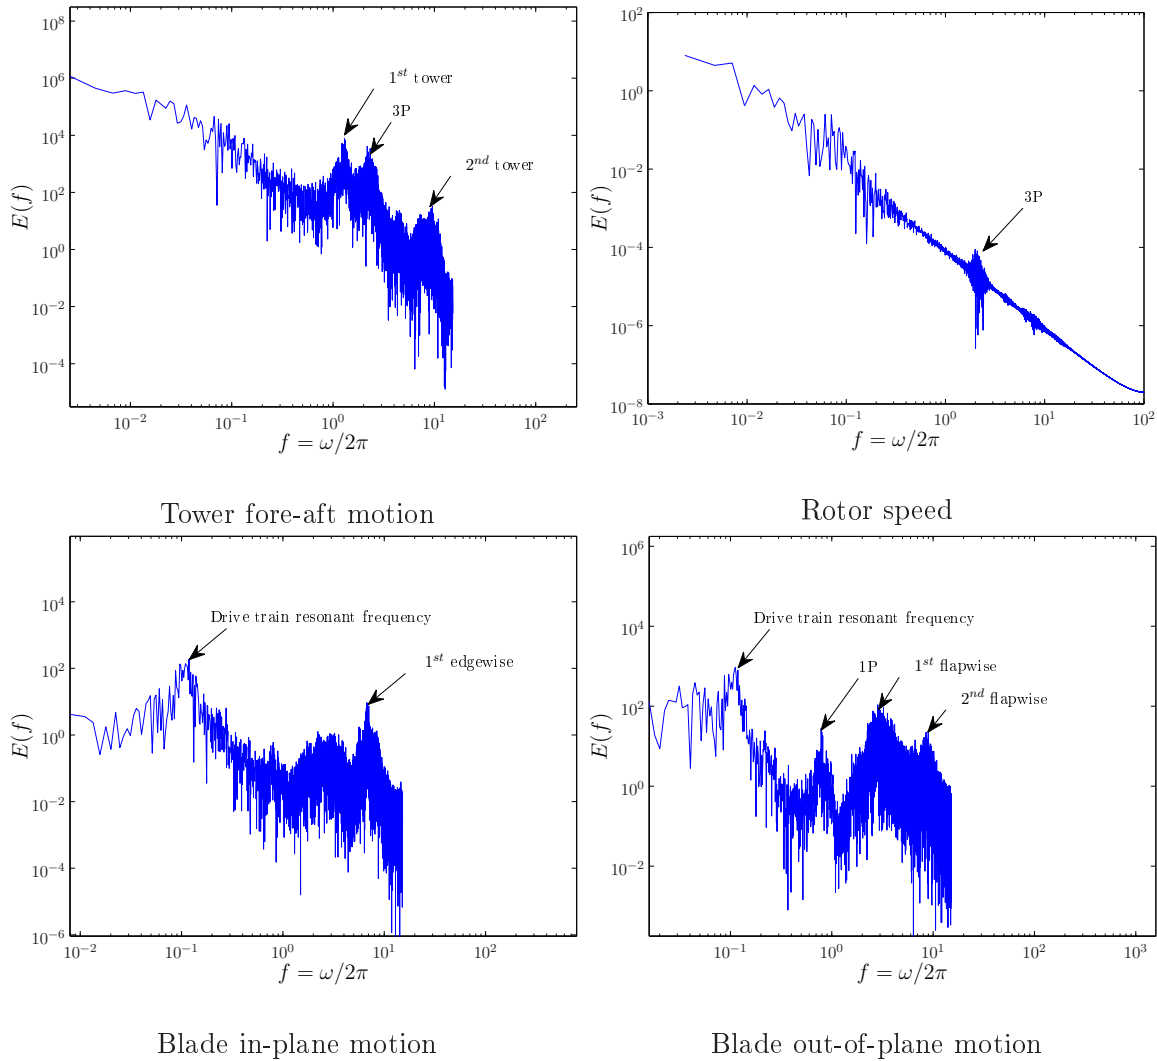 10^8
10^6
10^4
10^2
10^0
10^−2
10^−4
E(f)
1^st tower
3P
2^nd tower
10^−2 10^−1 10^0 10^1 10^2
f = ω/2π
Tower fore-aft motion
10^2
10^0
10^−2
10^−4
10^−6
10^−8
E(f)
3P
10^−3 10^−2 10^−1 10^0 10^1 10^2
f = ω/2π
Rotor speed
10^4
10^2
10^0
10^−2
10^−4
10^−6
E(f)
Drive train resonant frequency
1^st edgewise
10^−2 10^−1 10^0 10^1 10^2
f = ω/2π
Blade in-plane motion
10^6
10^4
10^2
10^0
10^−2
E(f)
Drive train resonant frequency
1P
1^st flapwise
2^nd flapwise
10^−1 10^0 10^1 10^2 10^3
f = ω/2π
Blade out-of-plane motion